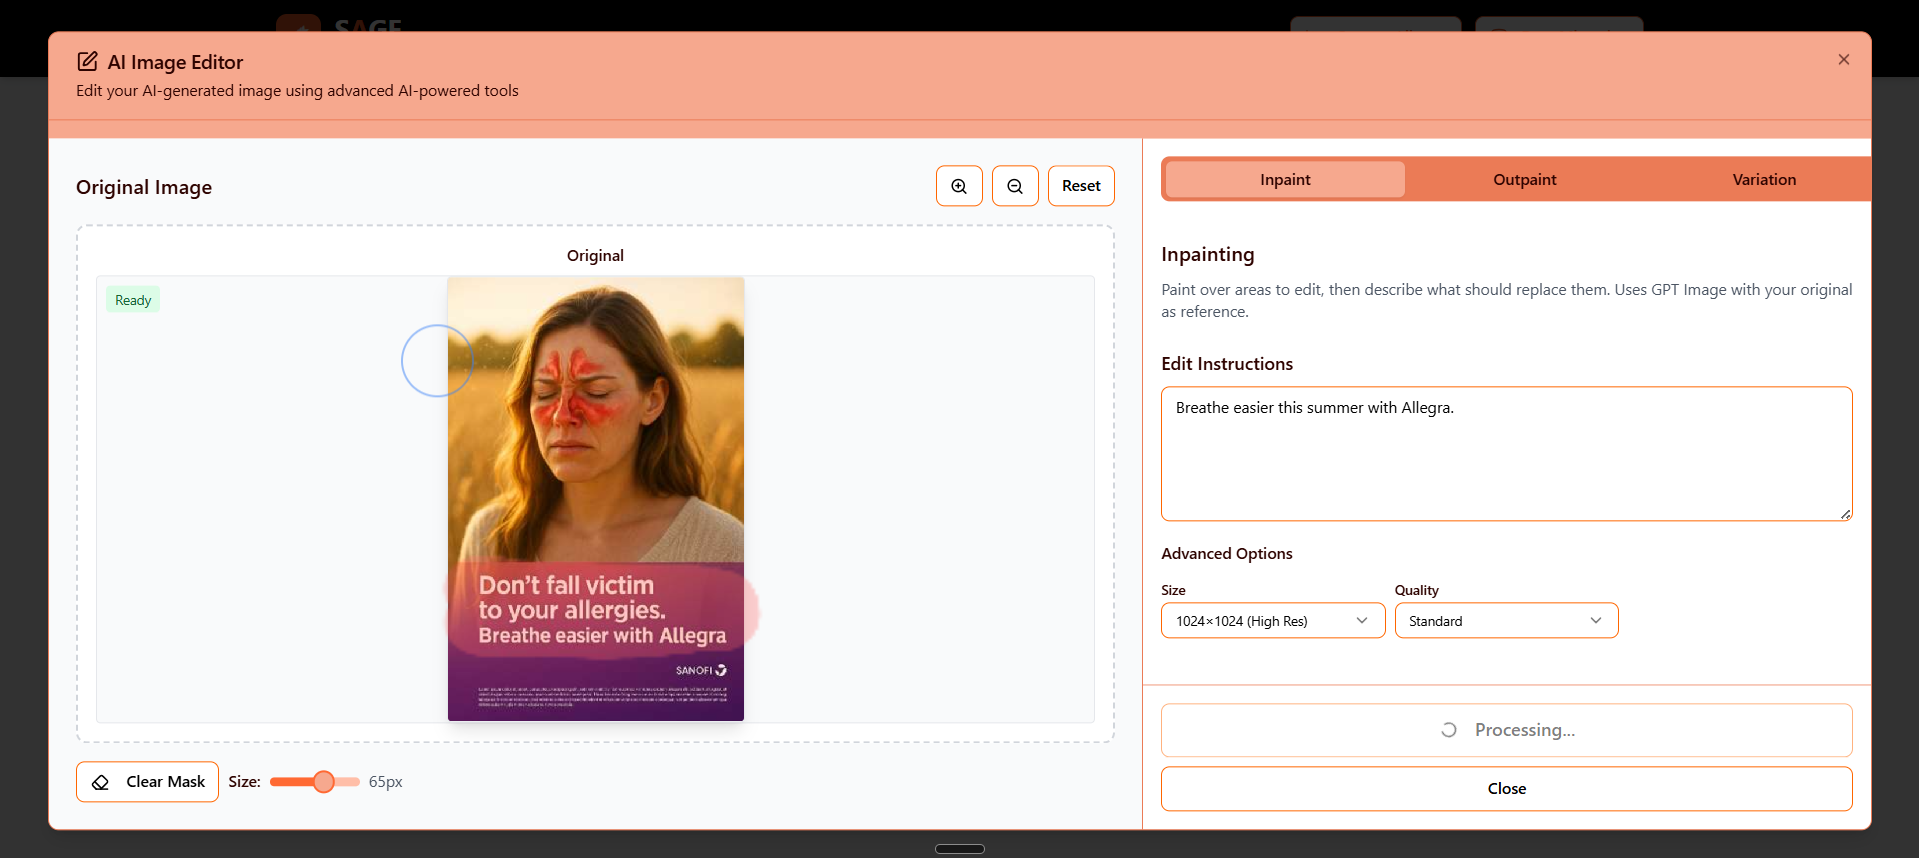 SAGE
AI Image Editor
Edit your AI-generated image using advanced AI-powered tools
Original Image
Reset
Original
Ready
Don't fall victim
to your allergies.
Breathe easier with Allegra
SANOFI
Clear Mask
Size:
65px
Inpaint
Outpaint
Variation
Inpainting
Paint over areas to edit, then describe what should replace them. Uses GPT Image with your original
as reference.
Edit Instructions
Breathe easier this summer with Allegra.
Advanced Options
Size
Quality
1024×1024 (High Res)
Standard
Processing...
Close